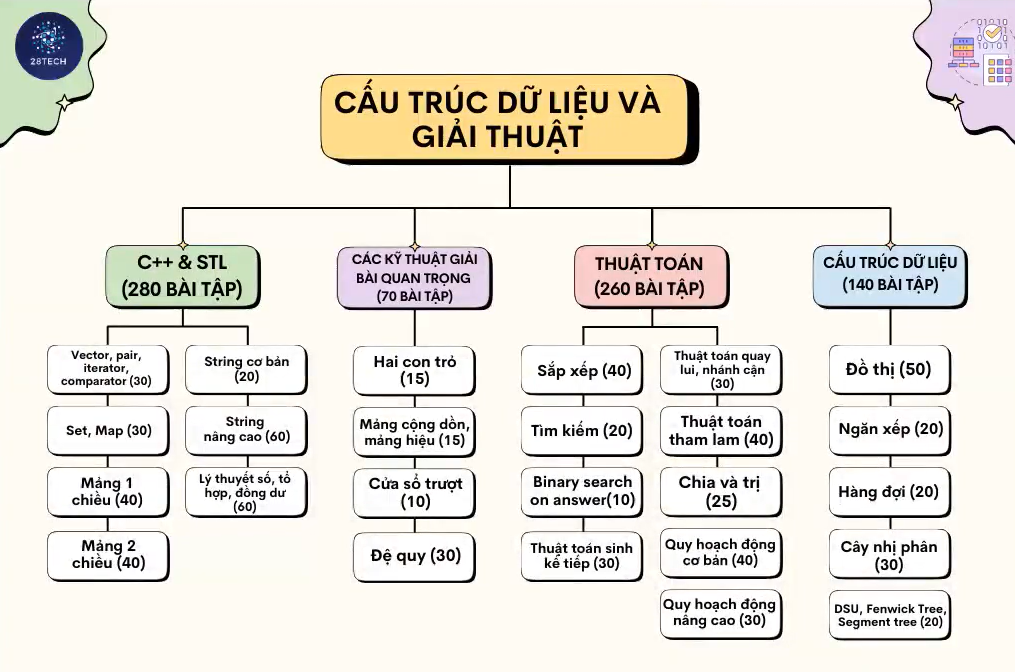 28TECH
01010
1 0
0 0
10101
CẤU TRÚC DỮ LIỆU VÀ
GIẢI THUẬT
C++ & STL
(280 BÀI TẬP)
Vector, pair,
iterator,
comparator (30)
Set, Map (30)
Mảng 1
chiều (40)
Mảng 2
chiều (40)
String cơ bản
(20)
String
nâng cao (60)
Lý thuyết số, tổ
hợp, đồng dư
(60)
CÁC KỸ THUẬT GIẢI
BÀI QUAN TRỌNG
(70 BÀI TẬP)
Hai con trỏ
(15)
Mảng cộng dồn,
mảng hiệu (15)
Cửa sổ trượt
(10)
Đệ quy (30)
THUẬT TOÁN
(260 BÀI TẬP)
Sắp xếp (40)
Tìm kiếm (20)
Binary search
on answer(10)
Thuật toán sinh
kế tiếp (30)
Thuật toán quay
lui, nhánh cận
(30)
Thuật toán
tham lam (40)
Chia và trị
(25)
Quy hoạch động
cơ bản (40)
Quy hoạch động
nâng cao (30)
CẤU TRÚC DỮ LIỆU
(140 BÀI TẬP)
Đồ thị (50)
Ngăn xếp (20)
Hàng đợi (20)
Cây nhị phân
(30)
DSU, Fenwick Tree,
Segment tree (20)